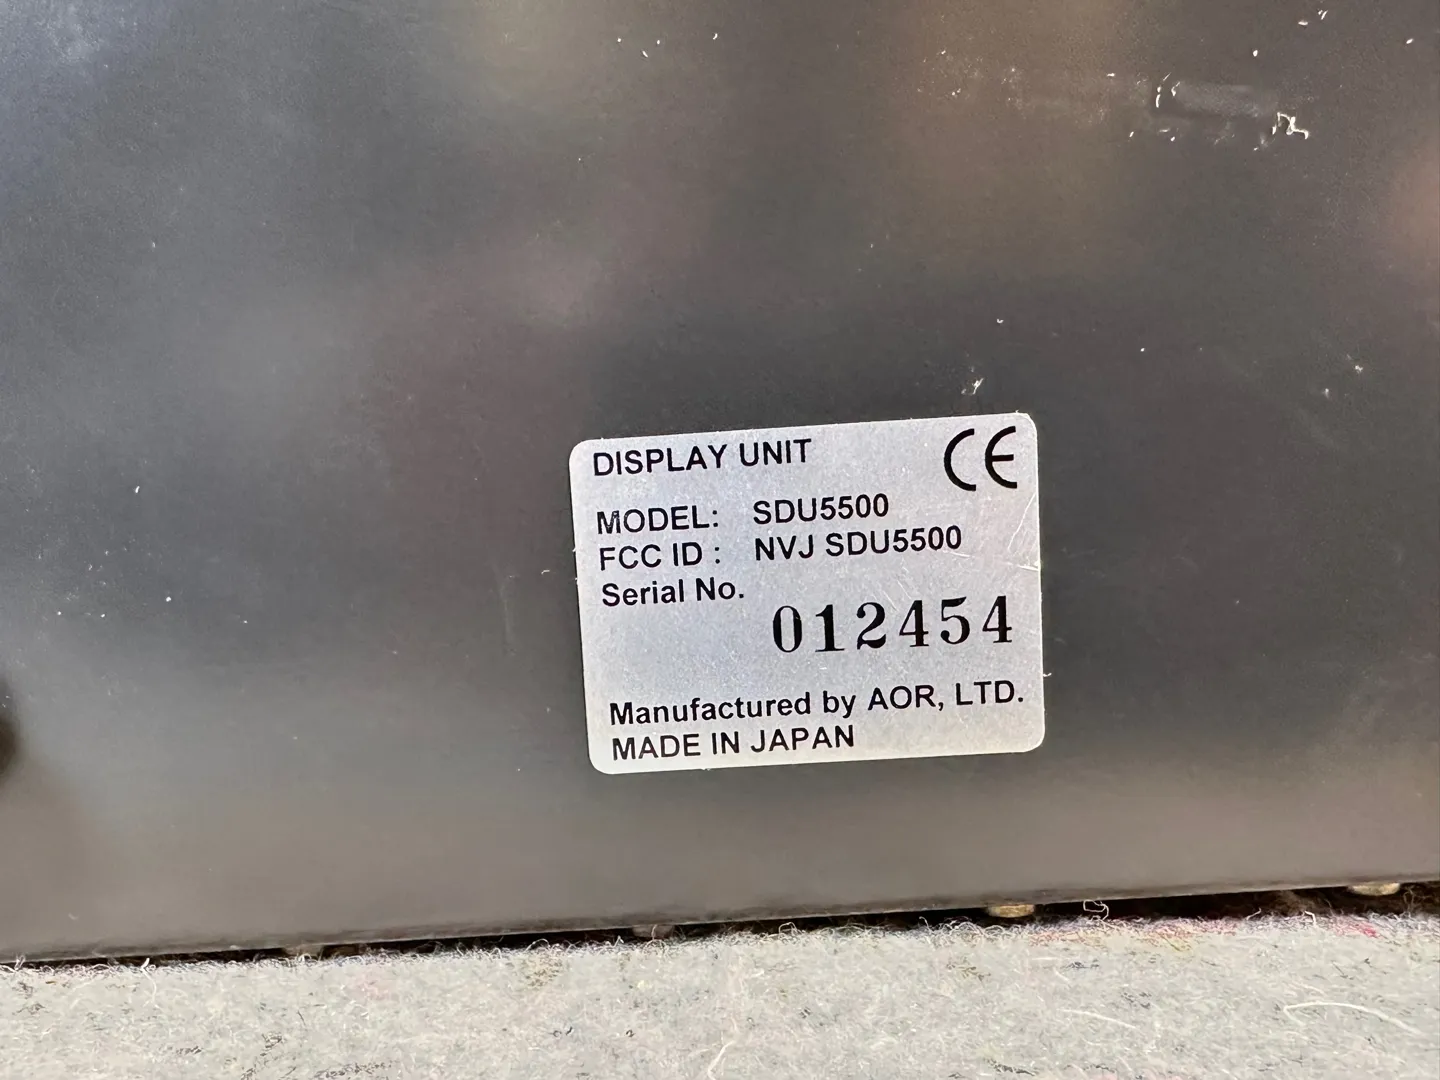 DISPLAY UNIT CE
MODEL: SDU5500
FCC ID : NVJ SDU5500
Serial No.
012454
Manufactured by AOR, LTD.
MADE IN JAPAN